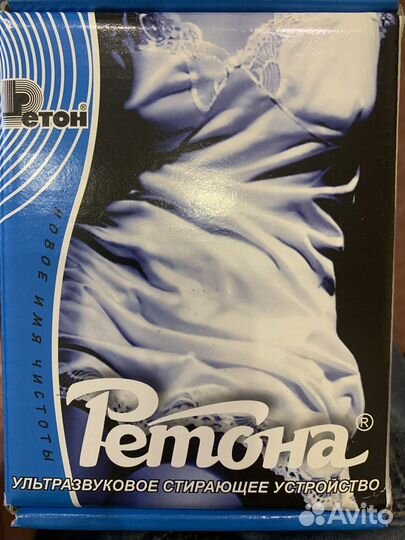 Ретон®
НОВОЕ ИМЯ ЧИСТОТЫ
Ретона®
УЛЬТРАЗВУКОВОЕ СТИРАЮЩЕЕ УСТРОЙСТВО
Avito